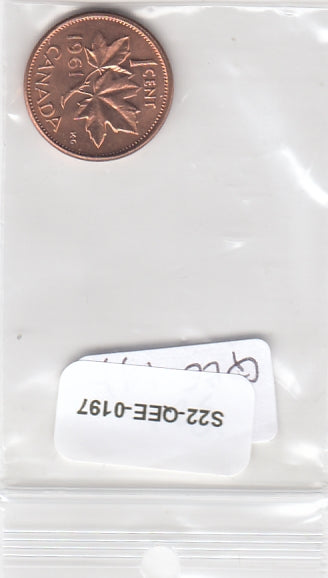 1 CENT
1961
CANADA
KG
S22-QEE-0197